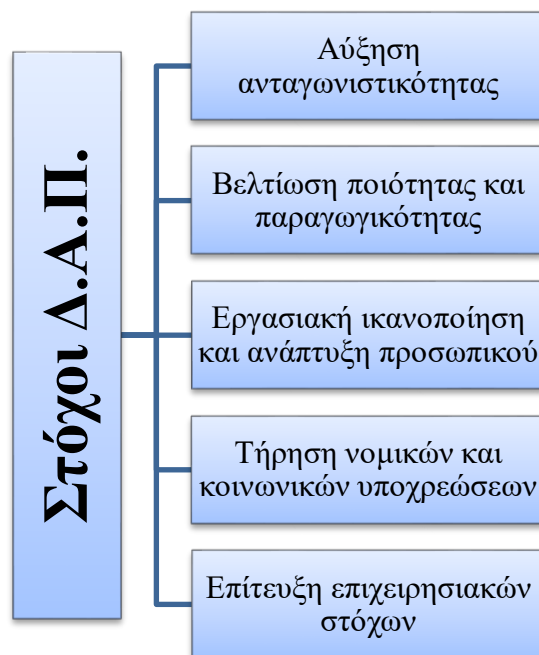 Στόχοι Δ.Α.Π.
Αύξηση
ανταγωνιστικότητας
Βελτίωση ποιότητας και
παραγωγικότητας
Εργασιακή ικανοποίηση
και ανάπτυξη προσωπικού
Τήρηση νομικών και
κοινωνικών υποχρεώσεων
Επίτευξη επιχειρησιακών
στόχων